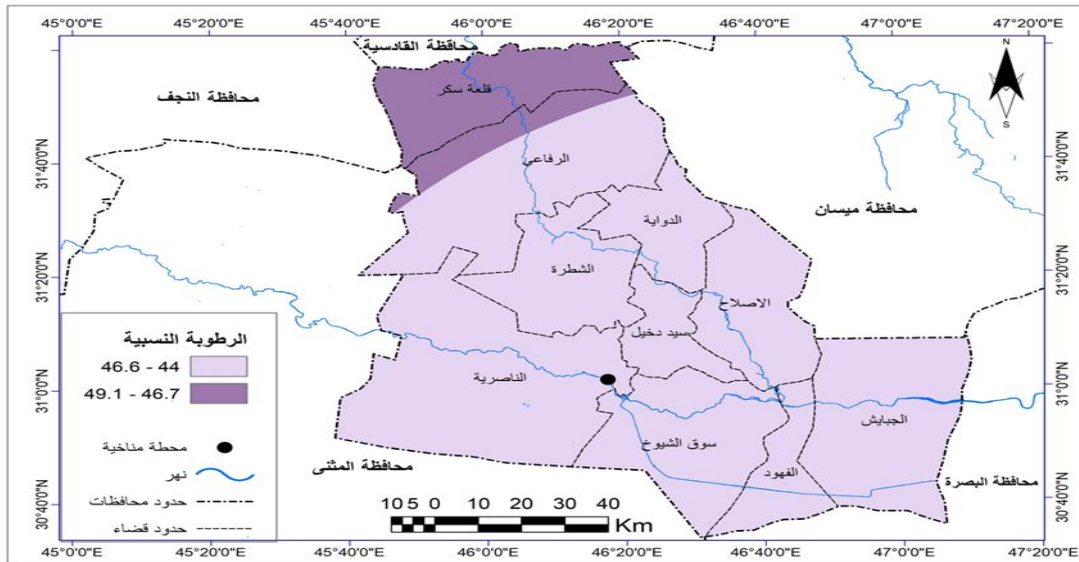 45°0'0"E 45°20'0"E 45°40'0"E 46°0'0"E 46°20'0"E 46°40'0"E 47°0'0"E 47°20'0"E
محافظة القادسية
محافظة النجف
قلعة سكر
N
S
31°40'0"N
31°40'0"N
الرفاعي
محافظة ميسان
الدواية
الشطرة
31°20'0"N
31°20'0"N
الاصلاح
سيد دخيل
الناصرية
31°0'0"N
31°0'0"N
الجبايش
سوق الشيوخ
الفهود
محافظة المثنى
محافظة البصرة
30°40'0"N
30°40'0"N
الرطوبة النسبية
46.6 - 44
49.1 - 46.7
محطة مناخية
نهر
حدود محافظات
حدود قضاء
10 5 0 10 20 30 40
Km
45°0'0"E 45°20'0"E 45°40'0"E 46°0'0"E 46°20'0"E 46°40'0"E 47°0'0"E 47°20'0"E